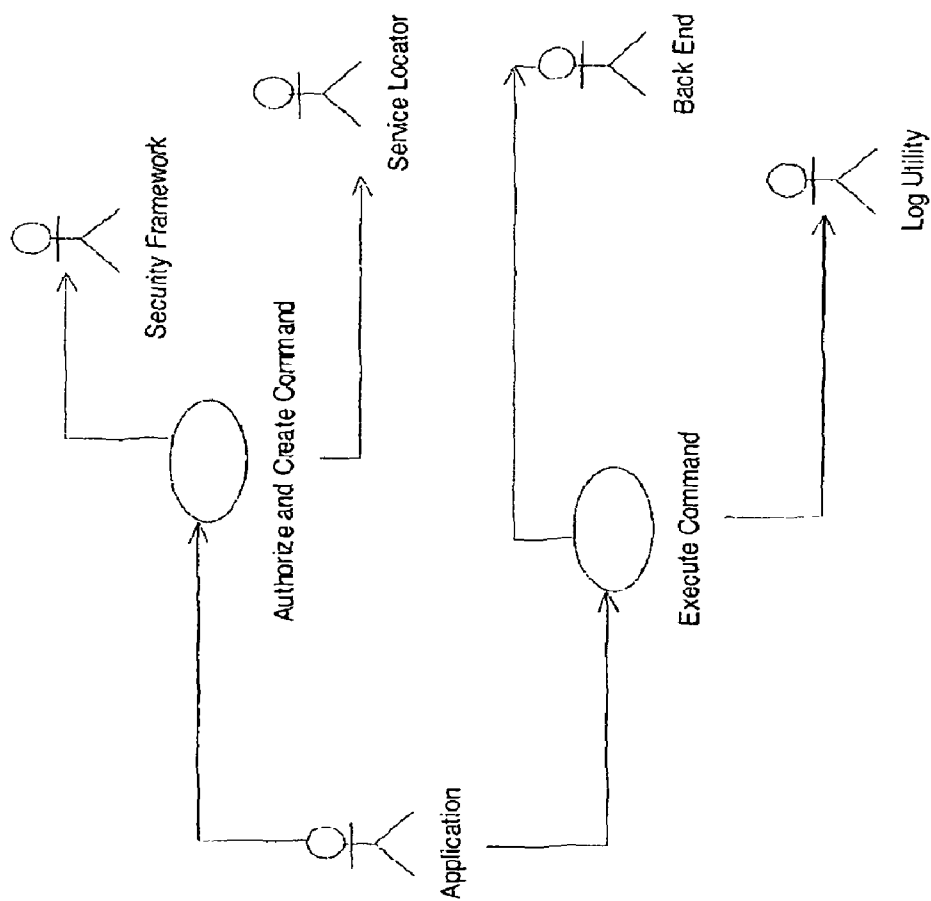 Security Framework
Service Locator
Authorize and Create Command
Application
Back End
Execute Command
Log Utility